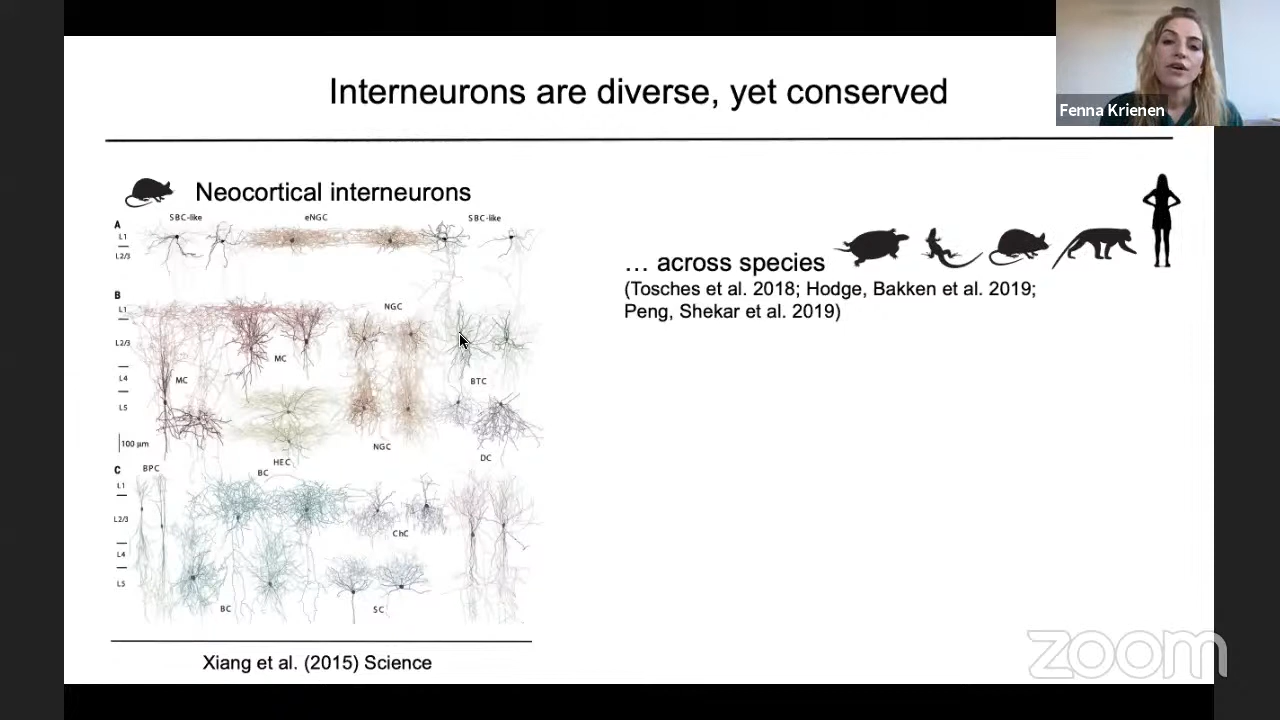 Interneurons are diverse, yet conserved
Fenna Krienen
Neocortical interneurons
A
SBC-like
eNGC
SBC-like
L1
L2/3
B
L1
NGC
L2/3
MC
L4
MC
BTC
L5
100 μm
NGC
HEC
DC
C
BPC
BC
L1
L2/3
ChC
L4
L5
BC
SC
Xiang et al. (2015) Science
... across species
(Tosches et al. 2018; Hodge, Bakken et al. 2019;
Peng, Shekar et al. 2019)
zoom